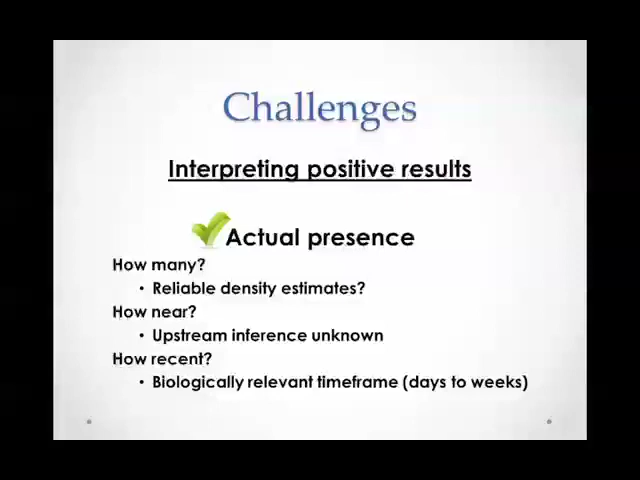 Challenges
Interpreting positive results
Actual presence
How many?
• Reliable density estimates?
How near?
• Upstream inference unknown
How recent?
• Biologically relevant timeframe (days to weeks)